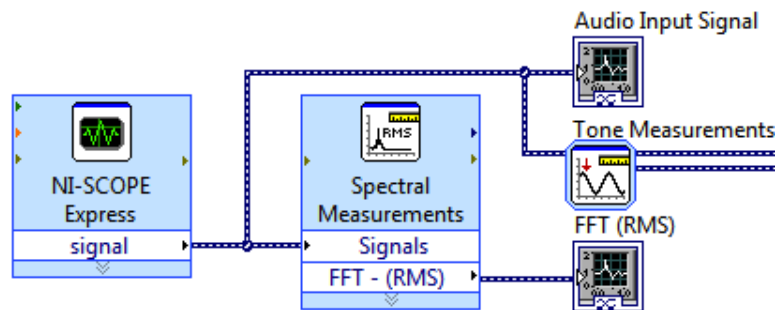 Audio Input Signal
NI-SCOPE
Express
signal
RMS
Spectral
Measurements
Signals
FFT - (RMS)
Tone Measurements
FFT (RMS)